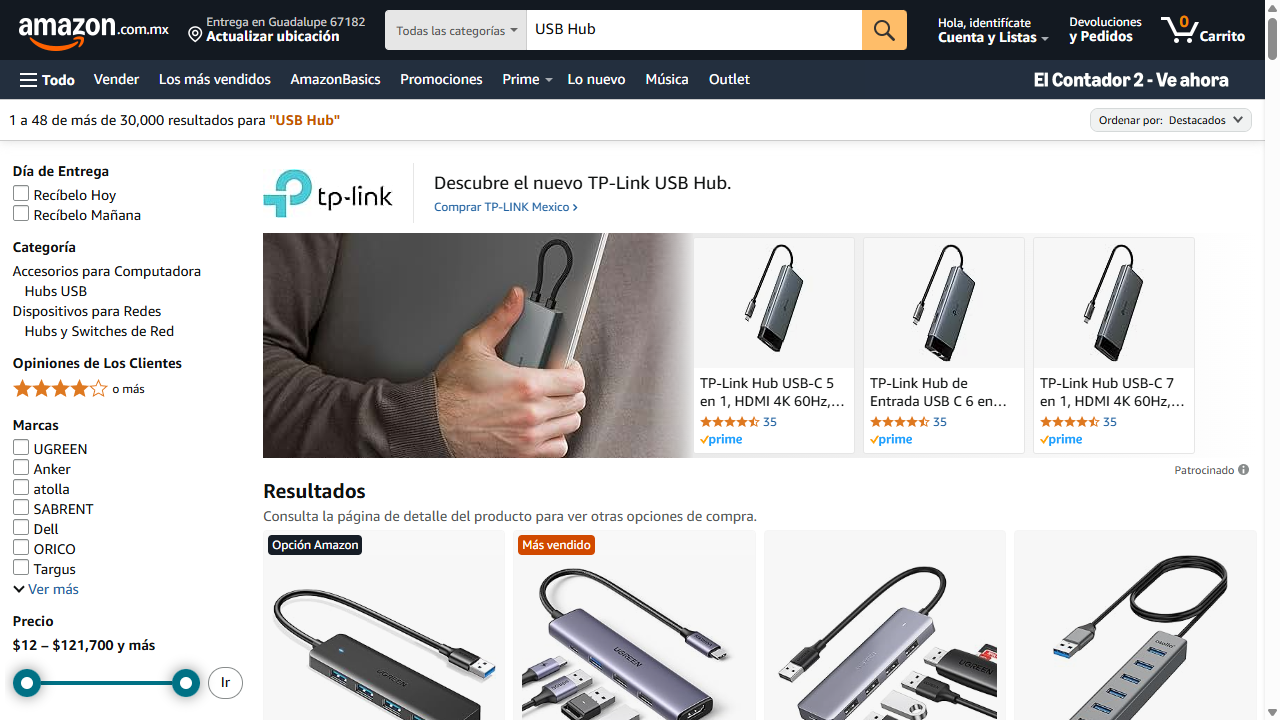 amazon.com.mx
Entrega en Guadalupe 67182
Actualizar ubicación
Todas las categorías
USB Hub
Hola, identifícate
Cuenta y Listas
Devoluciones
y Pedidos
0
Carrito
Todo
Vender
Los más vendidos
AmazonBasics
Promociones
Prime
Lo nuevo
Música
Outlet
El Contador 2 - Ve ahora
1 a 48 de más de 30,000 resultados para "USB Hub"
Ordenar por: Destacados
Día de Entrega
Recíbelo Hoy
Recíbelo Mañana
Categoría
Accesorios para Computadora
Hubs USB
Dispositivos para Redes
Hubs y Switches de Red
Opiniones de Los Clientes
o más
Marcas
UGREEN
Anker
atolla
SABRENT
Dell
ORICO
Targus
Ver más
Precio
$12 – $121,700 y más
Ir
tp-link
Descubre el nuevo TP-Link USB Hub.
Comprar TP-LINK Mexico ›
TP-Link Hub USB-C 5
en 1, HDMI 4K 60Hz,…
35
prime
TP-Link Hub de
Entrada USB C 6 en…
35
prime
TP-Link Hub USB-C 7
en 1, HDMI 4K 60Hz,…
35
prime
Patrocinado
Resultados
Consulta la página de detalle del producto para ver otras opciones de compra.
Opción Amazon
UGREEN
Más vendido
UGREEN